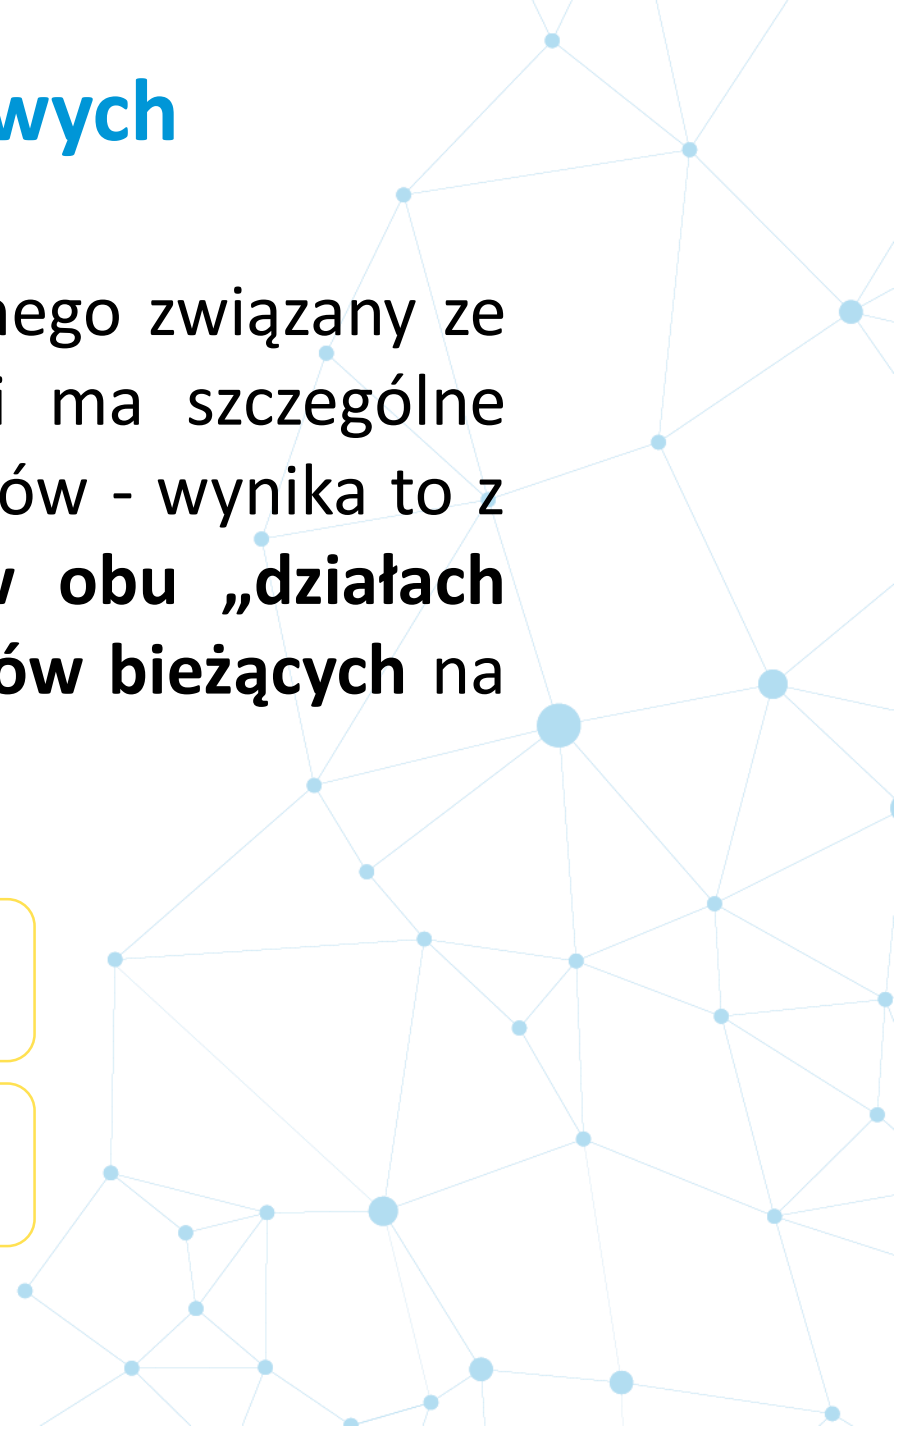 wych
nego związany ze
i ma szczególne
ów - wynika to z
w obu „działach
ów bieżących na